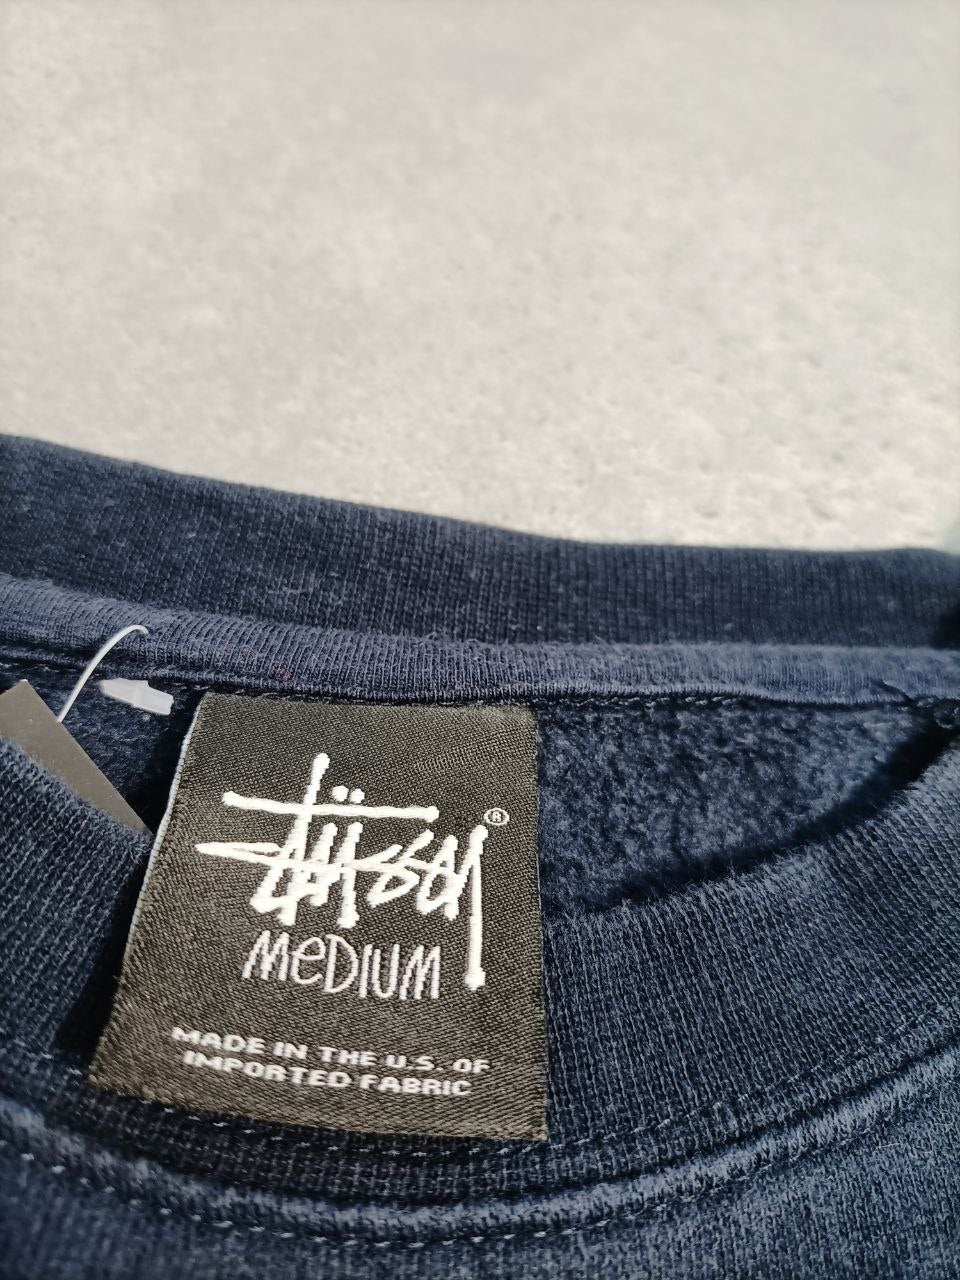 Stüssy®
MeDIUM
MADE IN THE U.S. OF
IMPORTED FABRIC